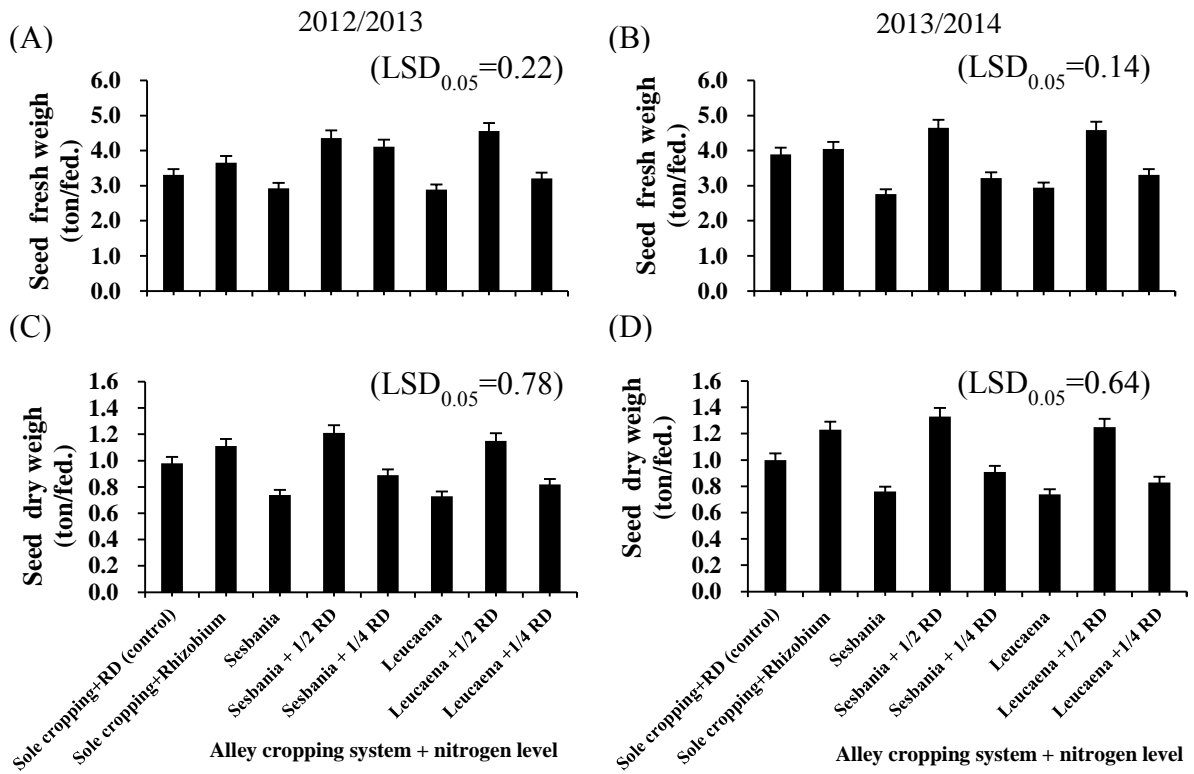 2012/2013
2013/2014
(A)
(LSD0.05=0.22)
Seed fresh weigh
(ton/fed.)
6.0
5.0
4.0
3.0
2.0
1.0
0.0
(B)
(LSD0.05=0.14)
Seed fresh weigh
(ton/fed.)
6.0
5.0
4.0
3.0
2.0
1.0
0.0
(C)
(LSD0.05=0.78)
Seed dry weigh
(ton/fed.)
1.6
1.4
1.2
1.0
0.8
0.6
0.4
0.2
0.0
Sole cropping+RD (control)
Sole cropping+Rhizobium
Sesbania
Sesbania + 1/2 RD
Sesbania + 1/4 RD
Leucaena
Leucaena +1/2 RD
Leucaena +1/4 RD
Alley cropping system + nitrogen level
(D)
(LSD0.05=0.64)
Seed dry weigh
(ton/fed.)
1.6
1.4
1.2
1.0
0.8
0.6
0.4
0.2
0.0
Sole cropping+RD (control)
Sole cropping+Rhizobium
Sesbania
Sesbania + 1/2 RD
Sesbania + 1/4 RD
Leucaena
Leucaena +1/2 RD
Leucaena +1/4 RD
Alley cropping system + nitrogen level